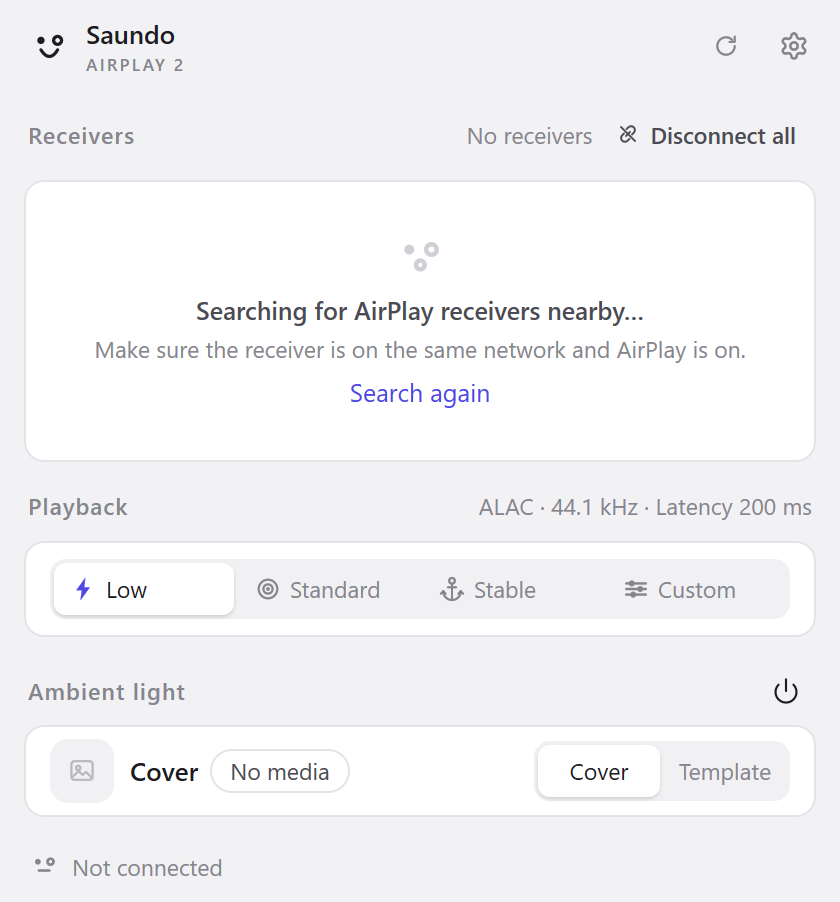 Saundo
AIRPLAY 2
Receivers
No receivers
Disconnect all
Searching for AirPlay receivers nearby...
Make sure the receiver is on the same network and AirPlay is on.
Search again
Playback
ALAC · 44.1 kHz · Latency 200 ms
Low
Standard
Stable
Custom
Ambient light
Cover
No media
Cover
Template
Not connected